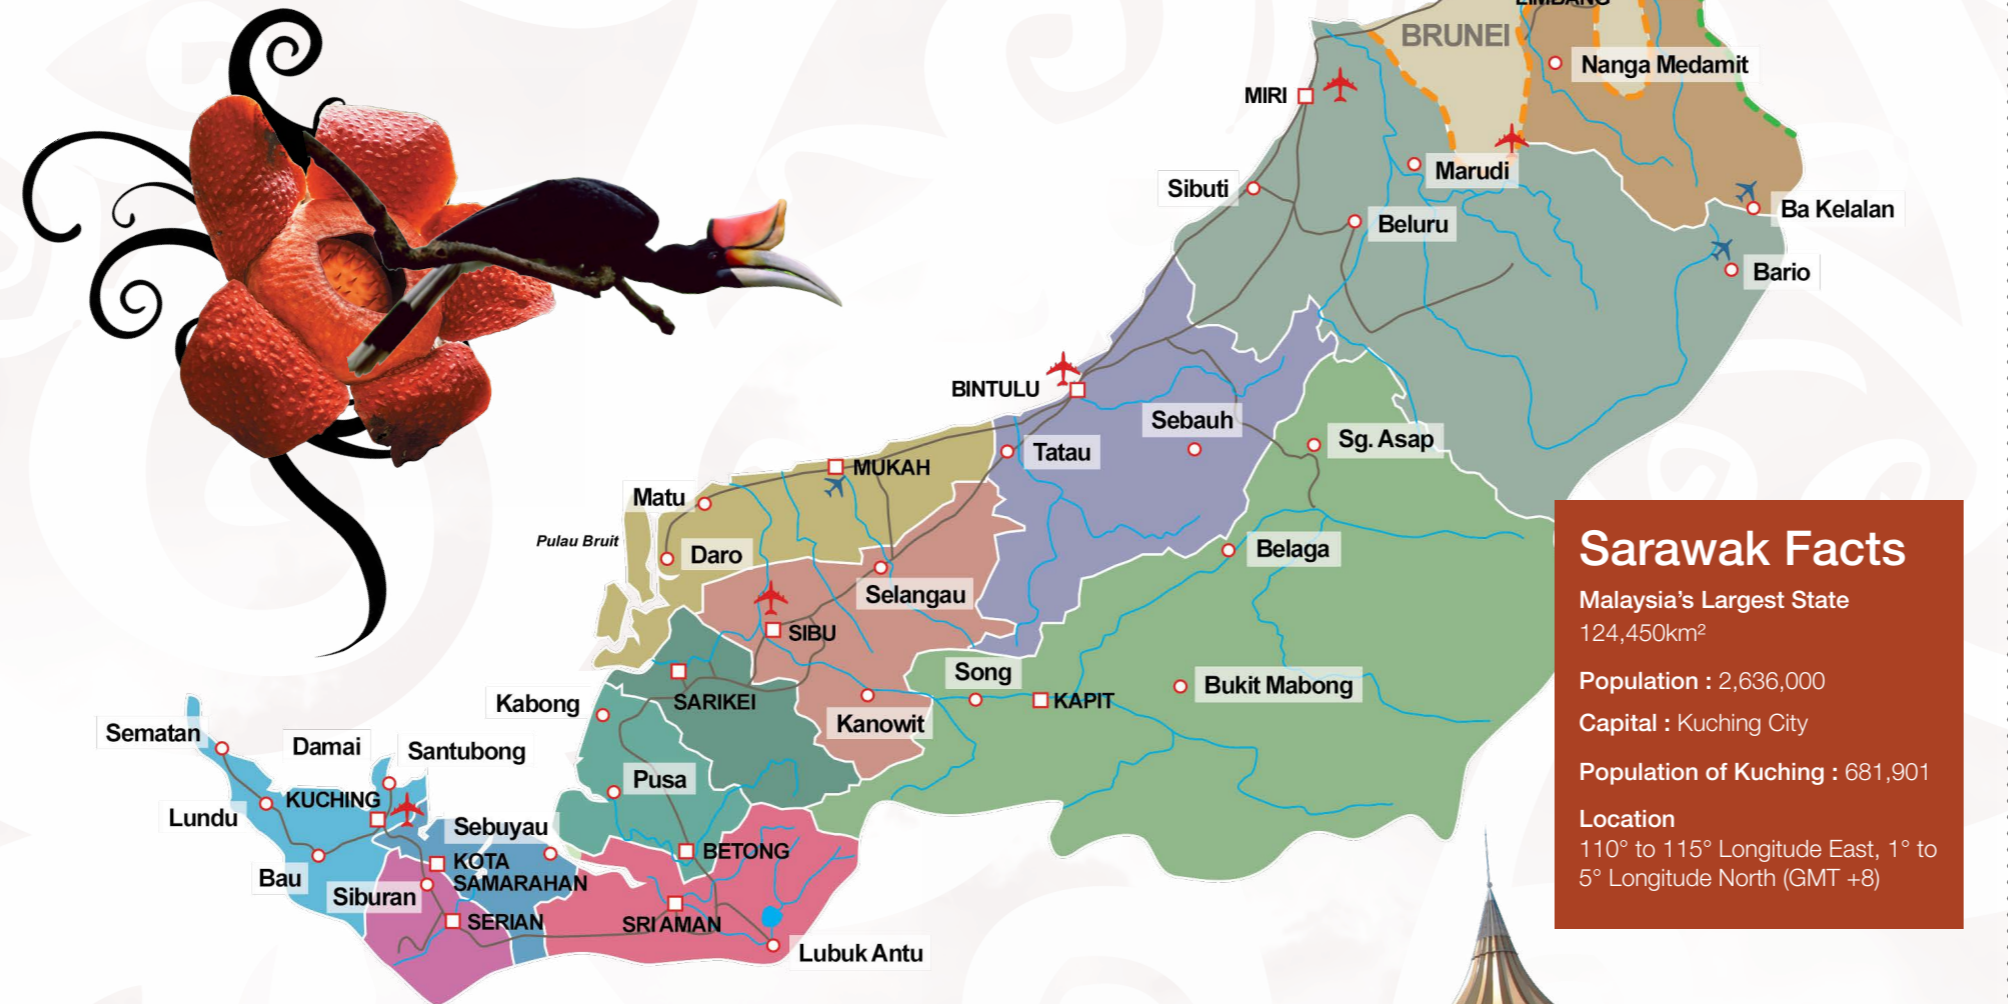 LIMBANG
BRUNEI
Nanga Medamit
MIRI
Marudi
Sibuti
Ba Kelalan
Beluru
Bario
BINTULU
Sebauh
Sg. Asap
Tatau
MUKAH
Matu
Pulau Bruit
Daro
Belaga
Selangau
SIBU
Song
Bukit Mabong
KAPIT
SARIKEI
Kabong
Kanowit
Sematan
Damai
Santubong
Pusa
KUCHING
Lundu
Sebuyau
BETONG
KOTA
SAMARAHAN
Bau
Siburan
SERIAN
SRI AMAN
Lubuk Antu
Sarawak Facts
Malaysia’s Largest State
124,450km²
Population : 2,636,000
Capital : Kuching City
Population of Kuching : 681,901
Location
110° to 115° Longitude East, 1° to
5° Longitude North (GMT +8)